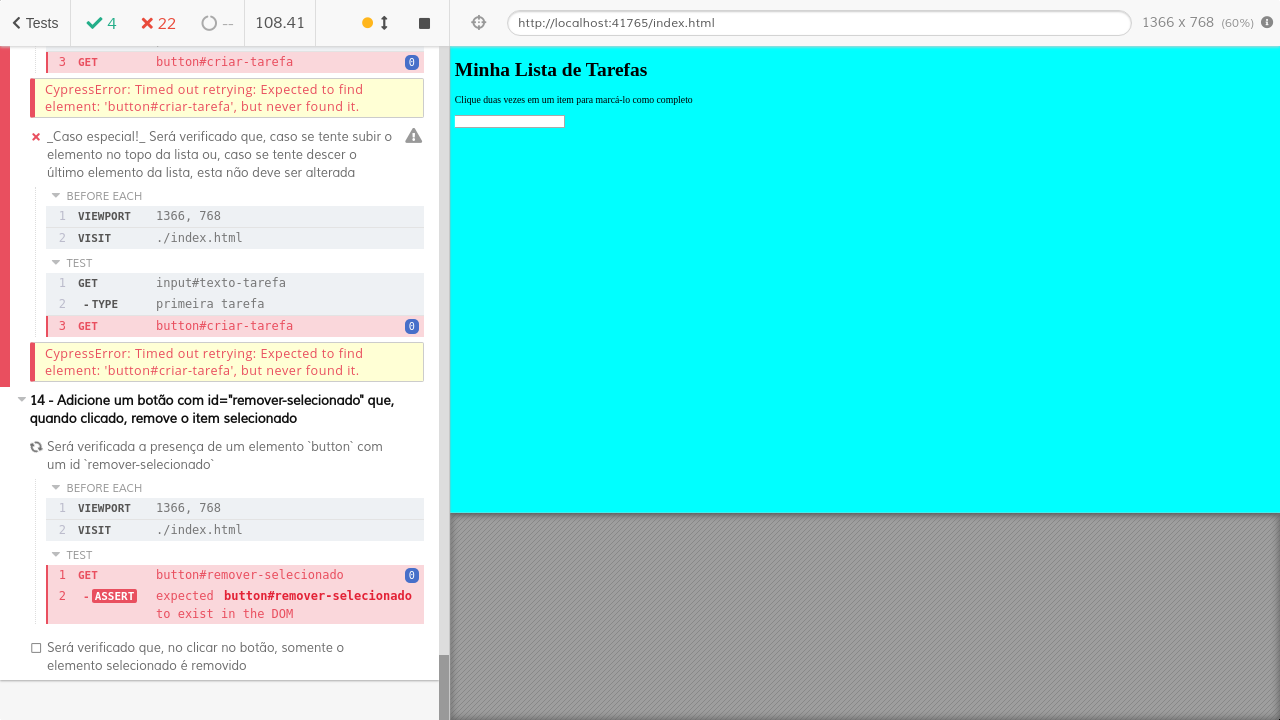 Tests 4 22 -- 108.41
http://localhost:41765/index.html 1366 x 768 (60%)
3 GET button#criar-tarefa 0
CypressError: Timed out retrying: Expected to find
element: 'button#criar-tarefa', but never found it.
_Caso especial!_ Será verificado que, caso se tente subir o
elemento no topo da lista ou, caso se tente descer o
último elemento da lista, esta não deve ser alterada
BEFORE EACH
1 VIEWPORT 1366, 768
2 VISIT ./index.html
TEST
1 GET input#texto-tarefa
2 -TYPE primeira tarefa
3 GET button#criar-tarefa 0
CypressError: Timed out retrying: Expected to find
element: 'button#criar-tarefa', but never found it.
14 - Adicione um botão com id="remover-selecionado" que,
quando clicado, remove o item selecionado
Será verificada a presença de um elemento `button` com
um id `remover-selecionado`
BEFORE EACH
1 VIEWPORT 1366, 768
2 VISIT ./index.html
TEST
1 GET button#remover-selecionado 0
2 -ASSERT expected button#remover-selecionado
to exist in the DOM
Será verificado que, no clicar no botão, somente o
elemento selecionado é removido
Minha Lista de Tarefas
Clique duas vezes em um item para marcá-lo como completo